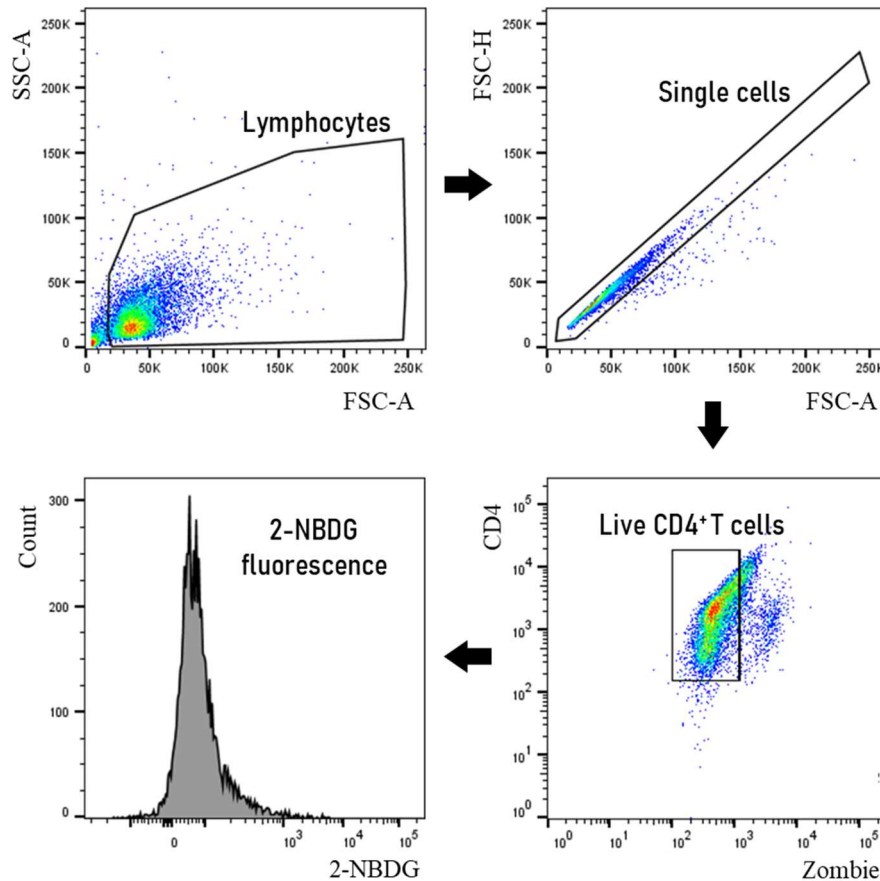 SSC-A
250K
200K
150K
100K
50K
0
Lymphocytes
0 50K 100K 150K 200K 250K
FSC-A
FSC-H
250K
200K
150K
100K
50K
0
Single cells
0 50K 100K 150K 200K 250K
FSC-A
Count
300
200
100
0
2-NBDG
fluorescence
0 10³ 10⁴ 10⁵
2-NBDG
CD4
10⁵
10⁴
10³
10²
10¹
10⁰
Live CD4⁺ T cells
10⁰ 10¹ 10² 10³ 10⁴ 10⁵
Zombie